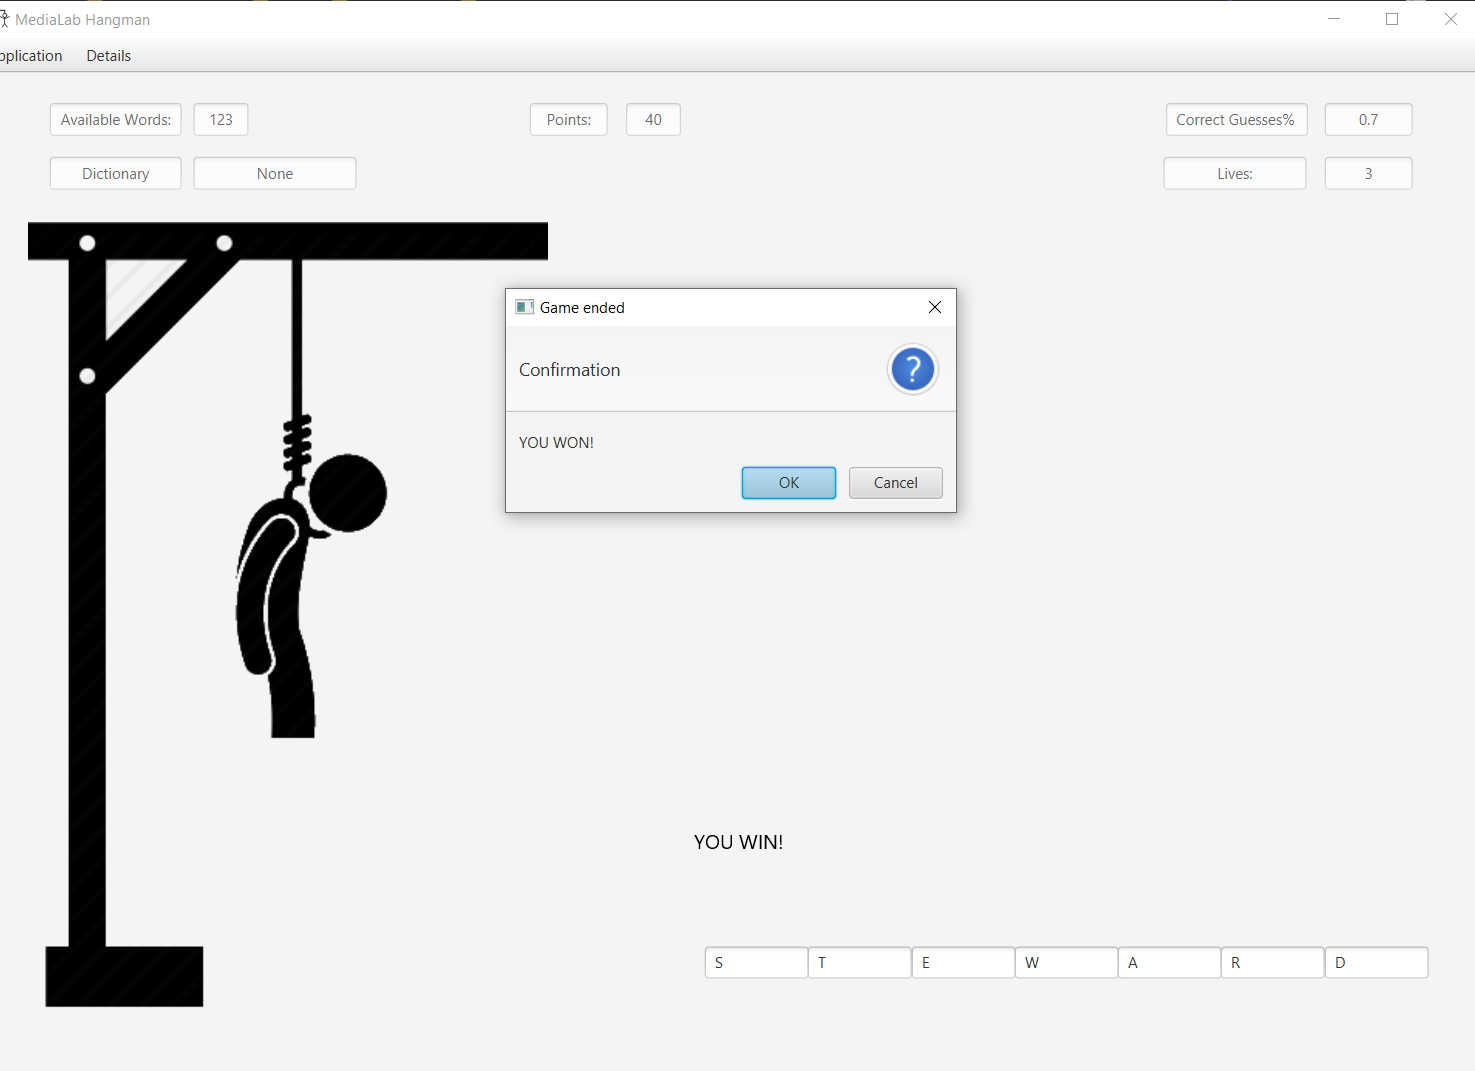 MediaLab Hangman
pplication Details
Available Words: 123 Points: 40 Correct Guesses% 0.7
Dictionary None Lives: 3
Game ended
Confirmation
?
YOU WON!
OK Cancel
YOU WIN!
S T E W A R D